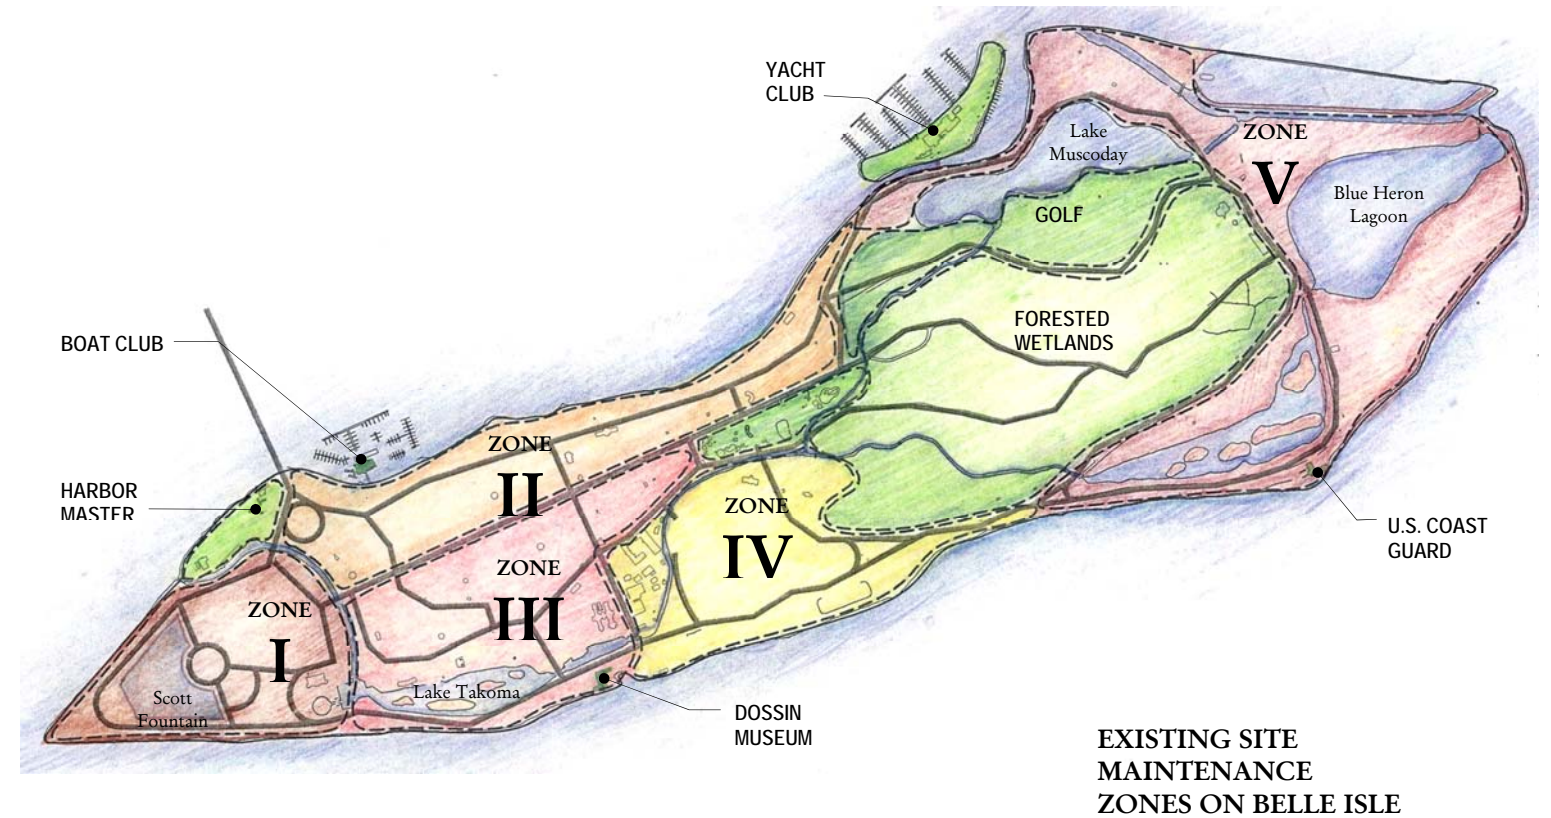 YACHT
CLUB
Lake
Muscoday
ZONE
V
Blue Heron
Lagoon
GOLF
FORESTED
WETLANDS
BOAT CLUB
ZONE
II
HARBOR
MASTER
ZONE
IV
U.S. COAST
GUARD
ZONE
III
ZONE
I
Scott
Fountain
Lake Takoma
DOSSIN
MUSEUM
EXISTING SITE
MAINTENANCE
ZONES ON BELLE ISLE